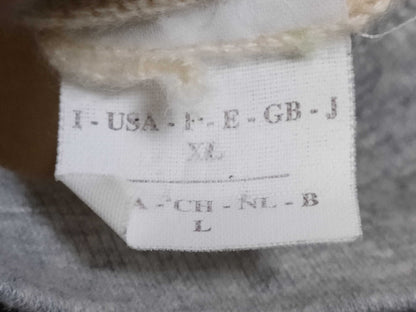 I - USA - F - E - GB - J
XL
A - CH - NL - B
L